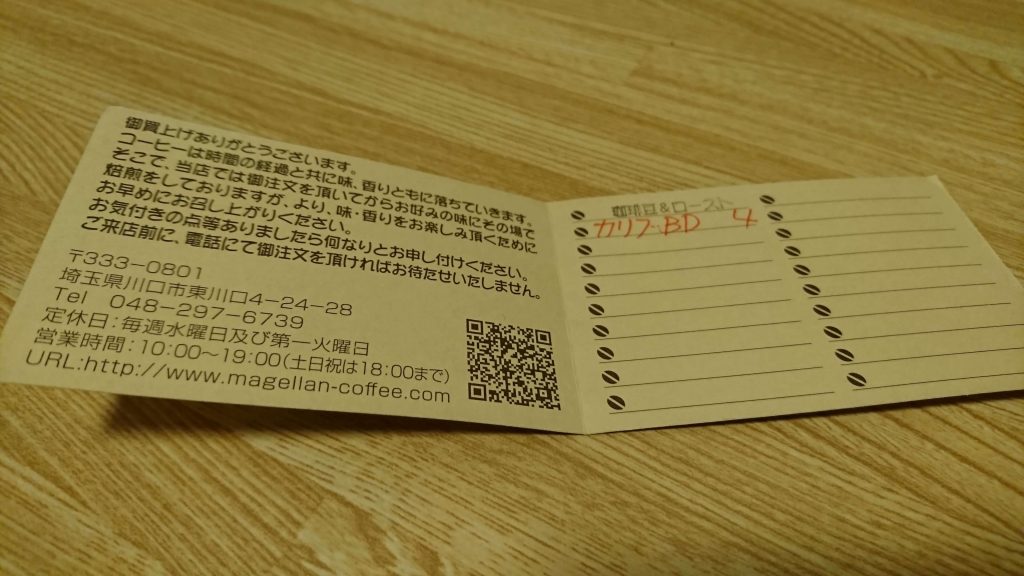 御買上げありがとうございます。
コーヒーは時間の経過と共に味、香りともに落ちていきます。
そこで、当店では御注文を頂いてからお好みの味にその場で
焙煎をしておりますが、より、味・香りをお楽しみ頂くために
お早めにお召し上がりください。
お気付きの点等ありましたら何なりとお申し付けください。
ご来店前に、電話にて御注文を頂ければお待たせいたしません。
〒333-0801
埼玉県川口市東川口4-24-28
Tel 048-297-6739
定休日:毎週水曜日及び第一火曜日
営業時間:10:00〜19:00(土日祝は18:00まで)
URL:http://www.magellan-coffee.com
珈琲豆&ロースト
カリブ.BD 4